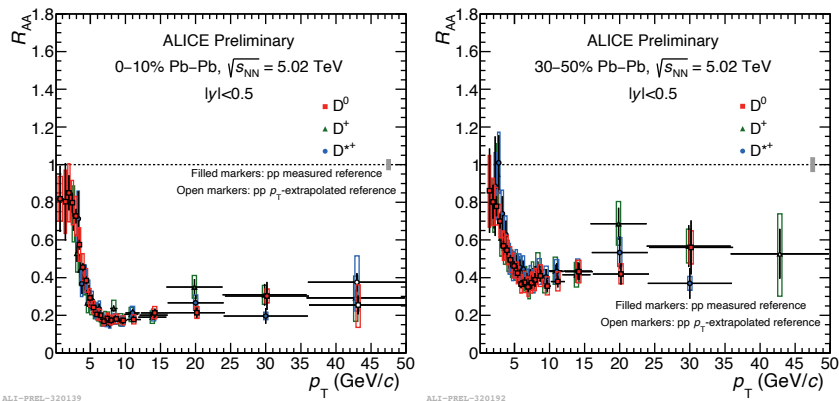 R_AA
1.8
1.6
1.4
1.2
1
0.8
0.6
0.4
0.2
0
ALICE Preliminary
0–10% Pb–Pb, √s_NN = 5.02 TeV
|y|<0.5
D^0
D^+
D^*+
Filled markers: pp measured reference
Open markers: pp p_T-extrapolated reference
5 10 15 20 25 30 35 40 45 50
p_T (GeV/c)
ALI-PREL-320139
R_AA
1.8
1.6
1.4
1.2
1
0.8
0.6
0.4
0.2
0
ALICE Preliminary
30–50% Pb–Pb, √s_NN = 5.02 TeV
|y|<0.5
D^0
D^+
D^*+
Filled markers: pp measured reference
Open markers: pp p_T-extrapolated reference
5 10 15 20 25 30 35 40 45 50
p_T (GeV/c)
ALI-PREL-320192